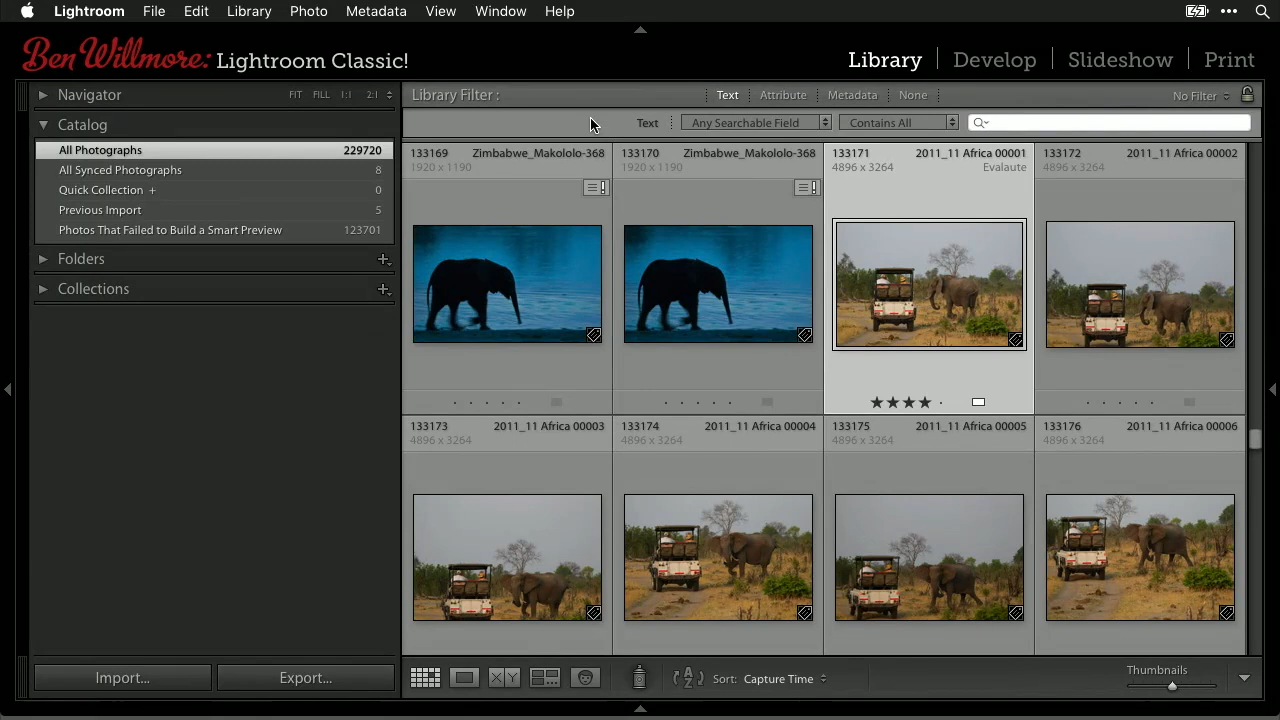 Lightroom File Edit Library Photo Metadata View Window Help
Ben Willmore: Lightroom Classic!
Library Develop Slideshow Print
Navigator FIT FILL 1:1 2:1
Library Filter : Text Attribute Metadata None No Filter
Catalog
Text Any Searchable Field Contains All
All Photographs 229720
All Synced Photographs 8
Quick Collection + 0
Previous Import 5
Photos That Failed to Build a Smart Preview 123701
Folders
Collections
133169 Zimbabwe_Makololo-368
1920 x 1190
133170 Zimbabwe_Makololo-368
1920 x 1190
133171 2011_11 Africa 00001
4896 x 3264 Evalaute
133172 2011_11 Africa 00002
4896 x 3264
133173 2011_11 Africa 00003
4896 x 3264
133174 2011_11 Africa 00004
4896 x 3264
133175 2011_11 Africa 00005
4896 x 3264
133176 2011_11 Africa 00006
4896 x 3264
Import... Export...
X Y
A Z
Sort: Capture Time
Thumbnails